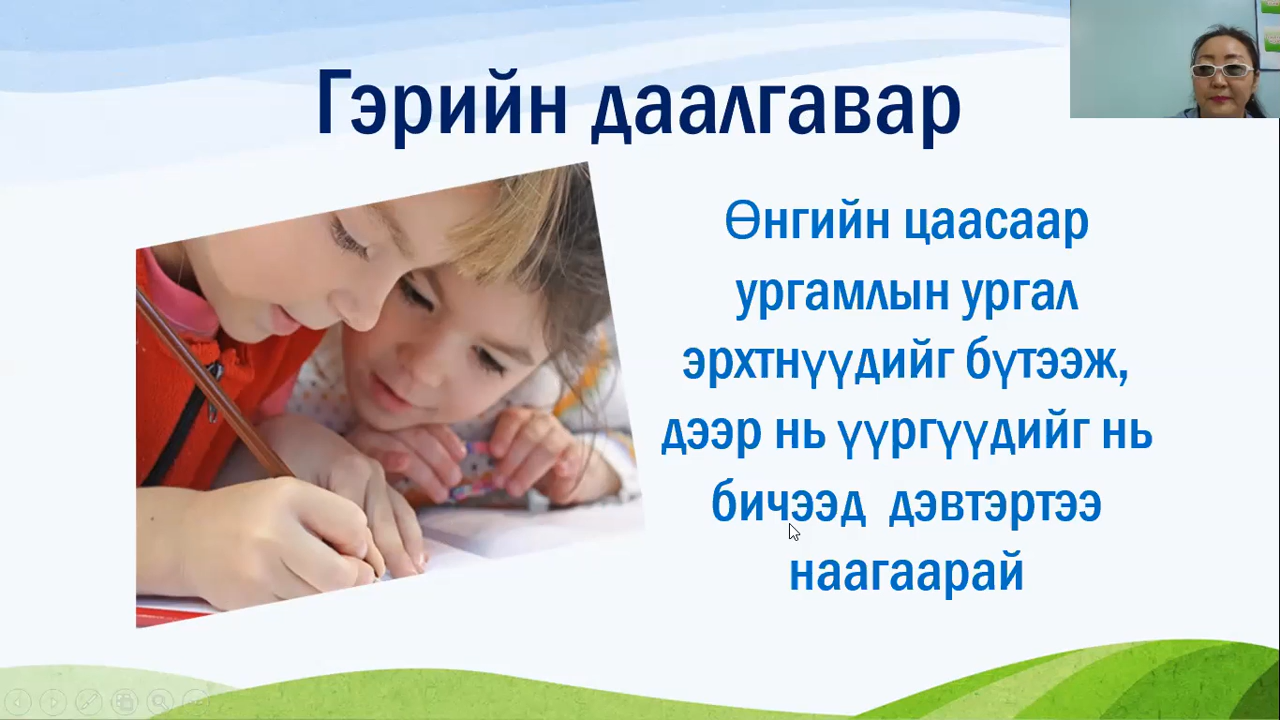 Гэрийн даалгавар
Өнгийн цаасаар
ургамлын ургал
эрхтнүүдийг бүтээж,
дээр нь үүргүүдийг нь
бичээд дэвтэртээ
наагаарай